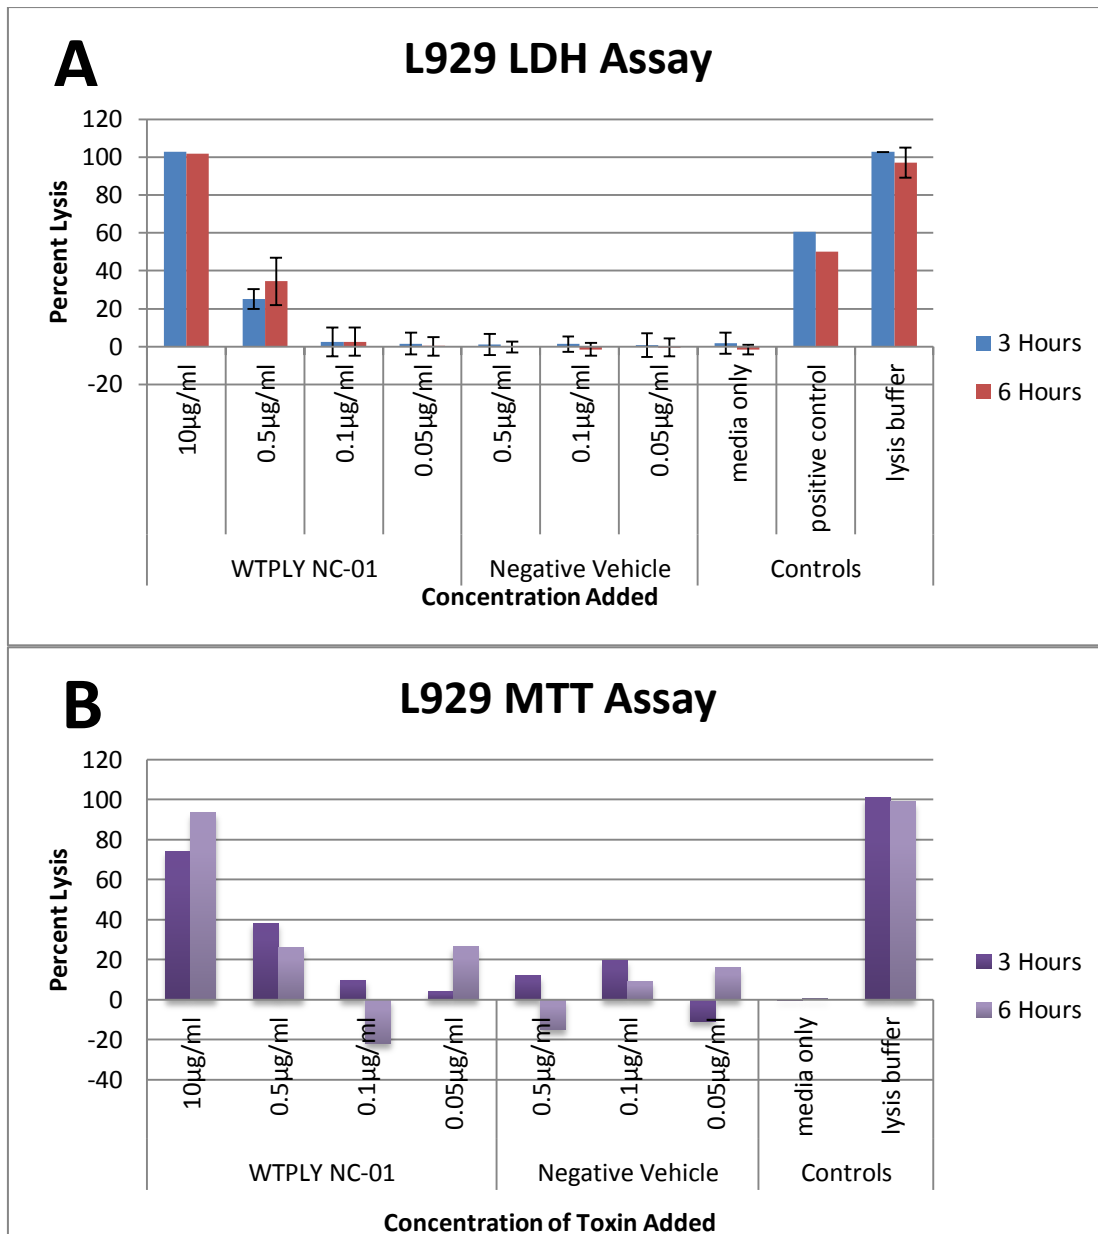 A
L929 LDH Assay
120
100
80
60
40
20
0
-20
Percent Lysis
10µg/ml
0.5µg/ml
0.1µg/ml
0.05µg/ml
0.5µg/ml
0.1µg/ml
0.05µg/ml
media only
positive control
lysis buffer
WTPLY NC-01
Negative Vehicle
Controls
Concentration Added
3 Hours
6 Hours
B
L929 MTT Assay
120
100
80
60
40
20
0
-20
-40
Percent Lysis
10µg/ml
0.5µg/ml
0.1µg/ml
0.05µg/ml
0.5µg/ml
0.1µg/ml
0.05µg/ml
media only
lysis buffer
WTPLY NC-01
Negative Vehicle
Controls
Concentration of Toxin Added
3 Hours
6 Hours